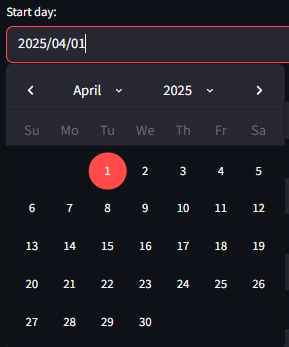 Start day:
2025/04/01
April 2025
Su Mo Tu We Th Fr Sa
1 2 3 4 5
6 7 8 9 10 11 12
13 14 15 16 17 18 19
20 21 22 23 24 25 26
27 28 29 30